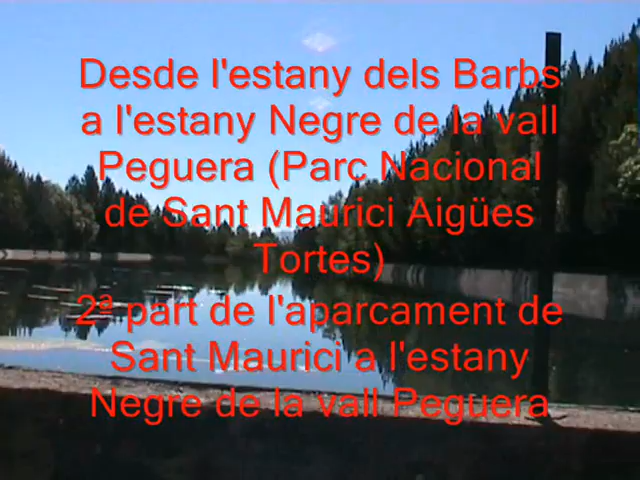 Desde l'estany dels Barbs
a l'estany Negre de la vall
Peguera (Parc Nacional
de Sant Maurici Aigües
Tortes)
2ª part de l'aparcament de
Sant Maurici a l'estany
Negre de la vall Peguera